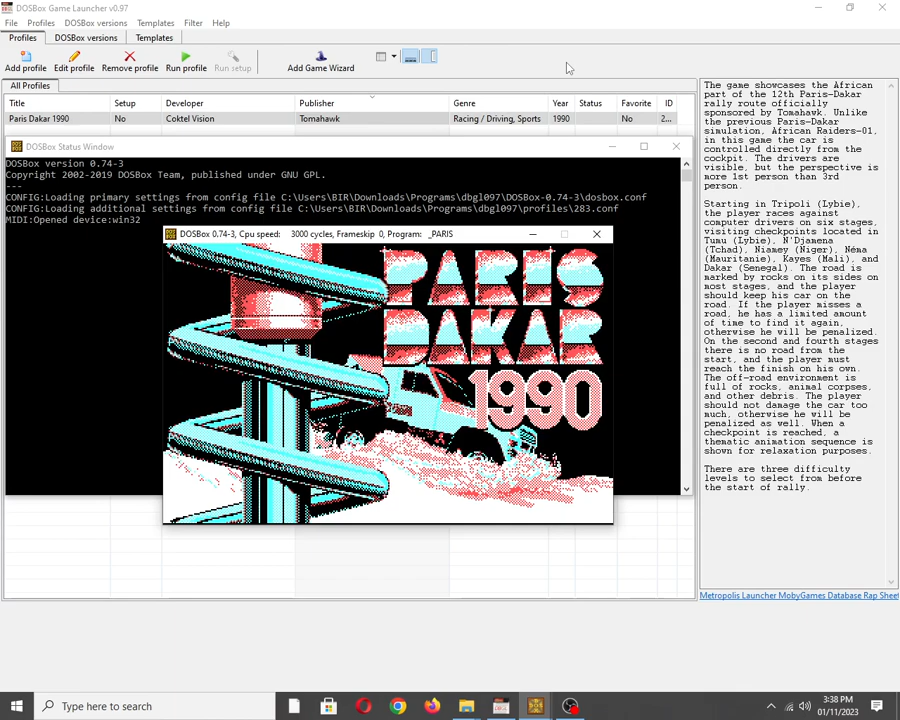 DOSBox Game Launcher v0.97
File Profiles DOSBox versions Templates Filter Help
Profiles DOSBox versions Templates
Add profile Edit profile Remove profile Run profile Run setup Add Game Wizard
All Profiles
Title Setup Developer Publisher Genre Year Status Favorite ID
Paris Dakar 1990 No Coktel Vision Tomahawk Racing / Driving, Sports 1990 No 2...
DOSBox Status Window
DOSBox version 0.74-3
Copyright 2002-2019 DOSBox Team, published under GNU GPL.
---
CONFIG:Loading primary settings from config file C:\Users\BIR\Downloads\Programs\dbgl097\DOSBox-0.74-3\dosbox.conf
CONFIG:Loading additional settings from config file C:\Users\BIR\Downloads\Programs\dbgl097\profiles\283.conf
MIDI:Opened device:win32
DOSBox 0.74-3, Cpu speed: 3000 cycles, Frameskip 0, Program: _PARIS
PARIS
DAKAR
1990
The game showcases the African
part of the 12th Paris-Dakar
rally route officially
sponsored by Tomahawk. Unlike
the previous Paris-Dakar
simulation, African Raiders-01,
in this game the car is
controlled directly from the
cockpit. The drivers are
visible, but the perspective is
more 1st person than 3rd
person.
Starting in Tripoli (Lybie),
the player races against
computer drivers on six stages,
visiting checkpoints located in
Tumu (Lybie), N'Djamena
(Tchad), Niamey (Niger), Néma
(Mauritanie), Kayes (Mali), and
Dakar (Senegal). The road is
marked by rocks on its sides on
most stages, and the player
should keep his car on the
road. If the player misses a
road, he has a limited amount
of time to find it again,
otherwise he will be penalized.
On the second and fourth stages
there is no road from the
start, and the player must
reach the finish on his own.
The off-road environment is
full of rocks, animal corpses,
and other debris. The player
should not damage the car too
much, otherwise he will be
penalized as well. When a
checkpoint is reached, a
thematic animation sequence is
shown for relaxation purposes.
There are three difficulty
levels to select from before
the start of rally.
Metropolis Launcher MobyGames Database Rap Sheet
Type here to search
3:38 PM
01/11/2023